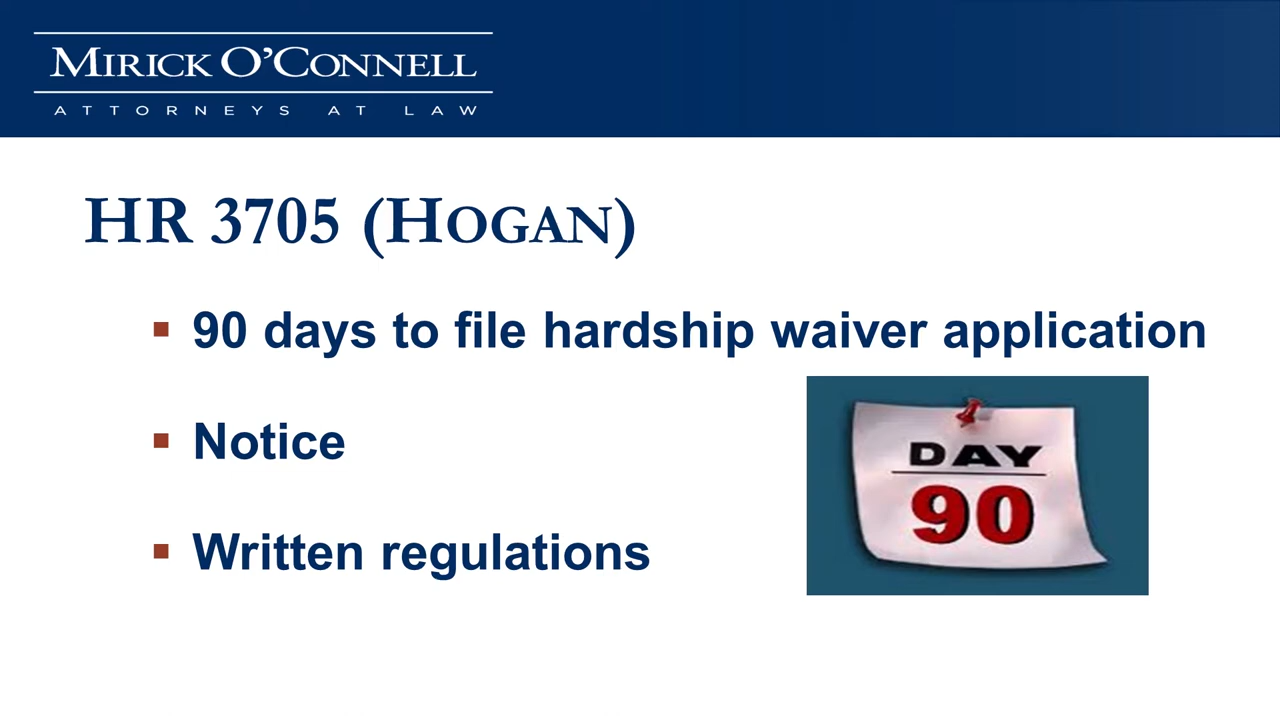 MIRICK O'CONNELL
ATTORNEYS AT LAW
HR 3705 (HOGAN)
▪ 90 days to file hardship waiver application
▪ Notice
▪ Written regulations
DAY
90